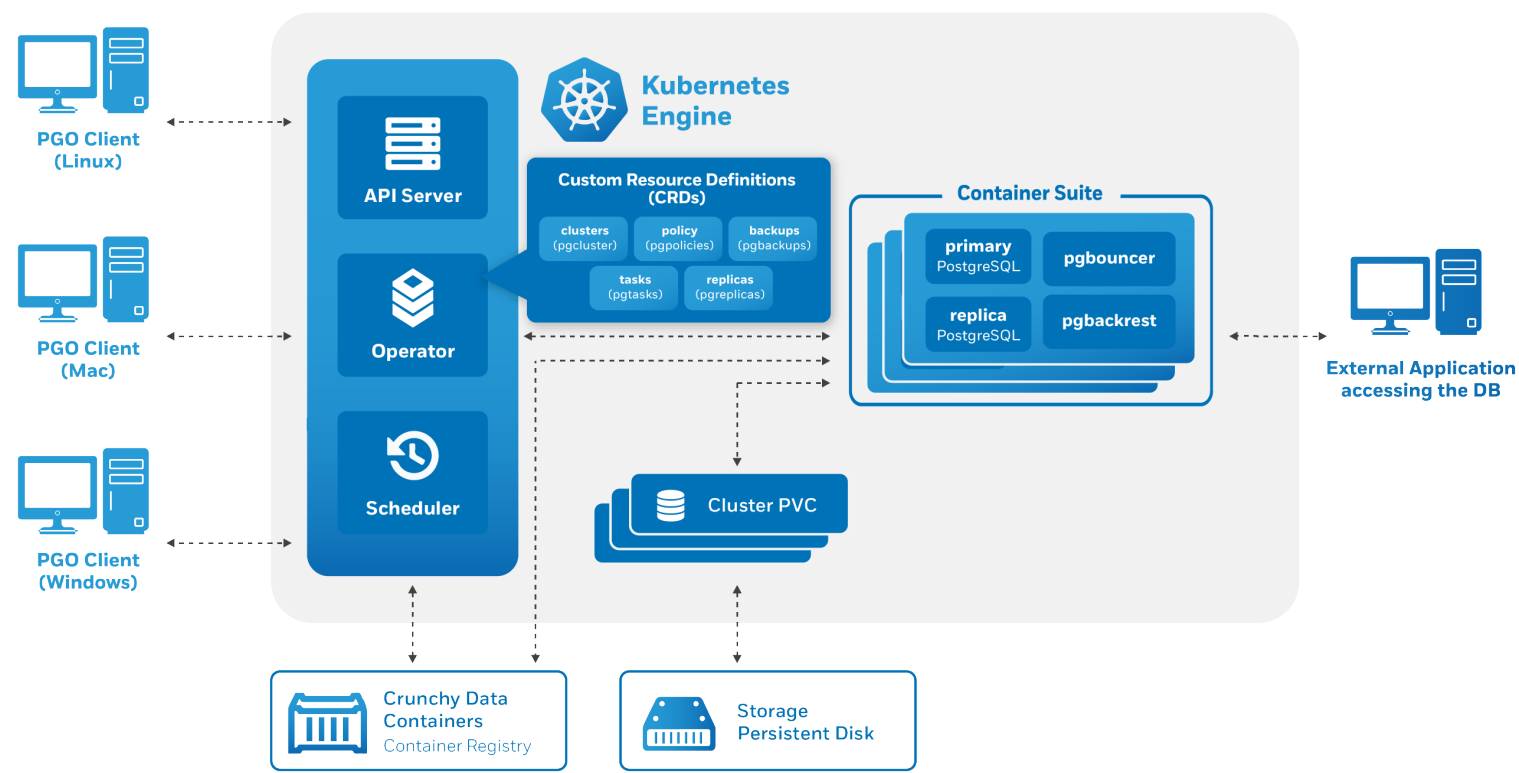 PGO Client
(Linux)
PGO Client
(Mac)
PGO Client
(Windows)
API Server
Operator
Scheduler
Kubernetes
Engine
Custom Resource Definitions
(CRDs)
clusters
(pgcluster)
policy
(pgpolicies)
backups
(pgbackups)
tasks
(pgtasks)
replicas
(pgreplicas)
Container Suite
primary
PostgreSQL
pgbouncer
replica
PostgreSQL
pgbackrest
External Application
accessing the DB
Cluster PVC
Crunchy Data
Containers
Container Registry
Storage
Persistent Disk